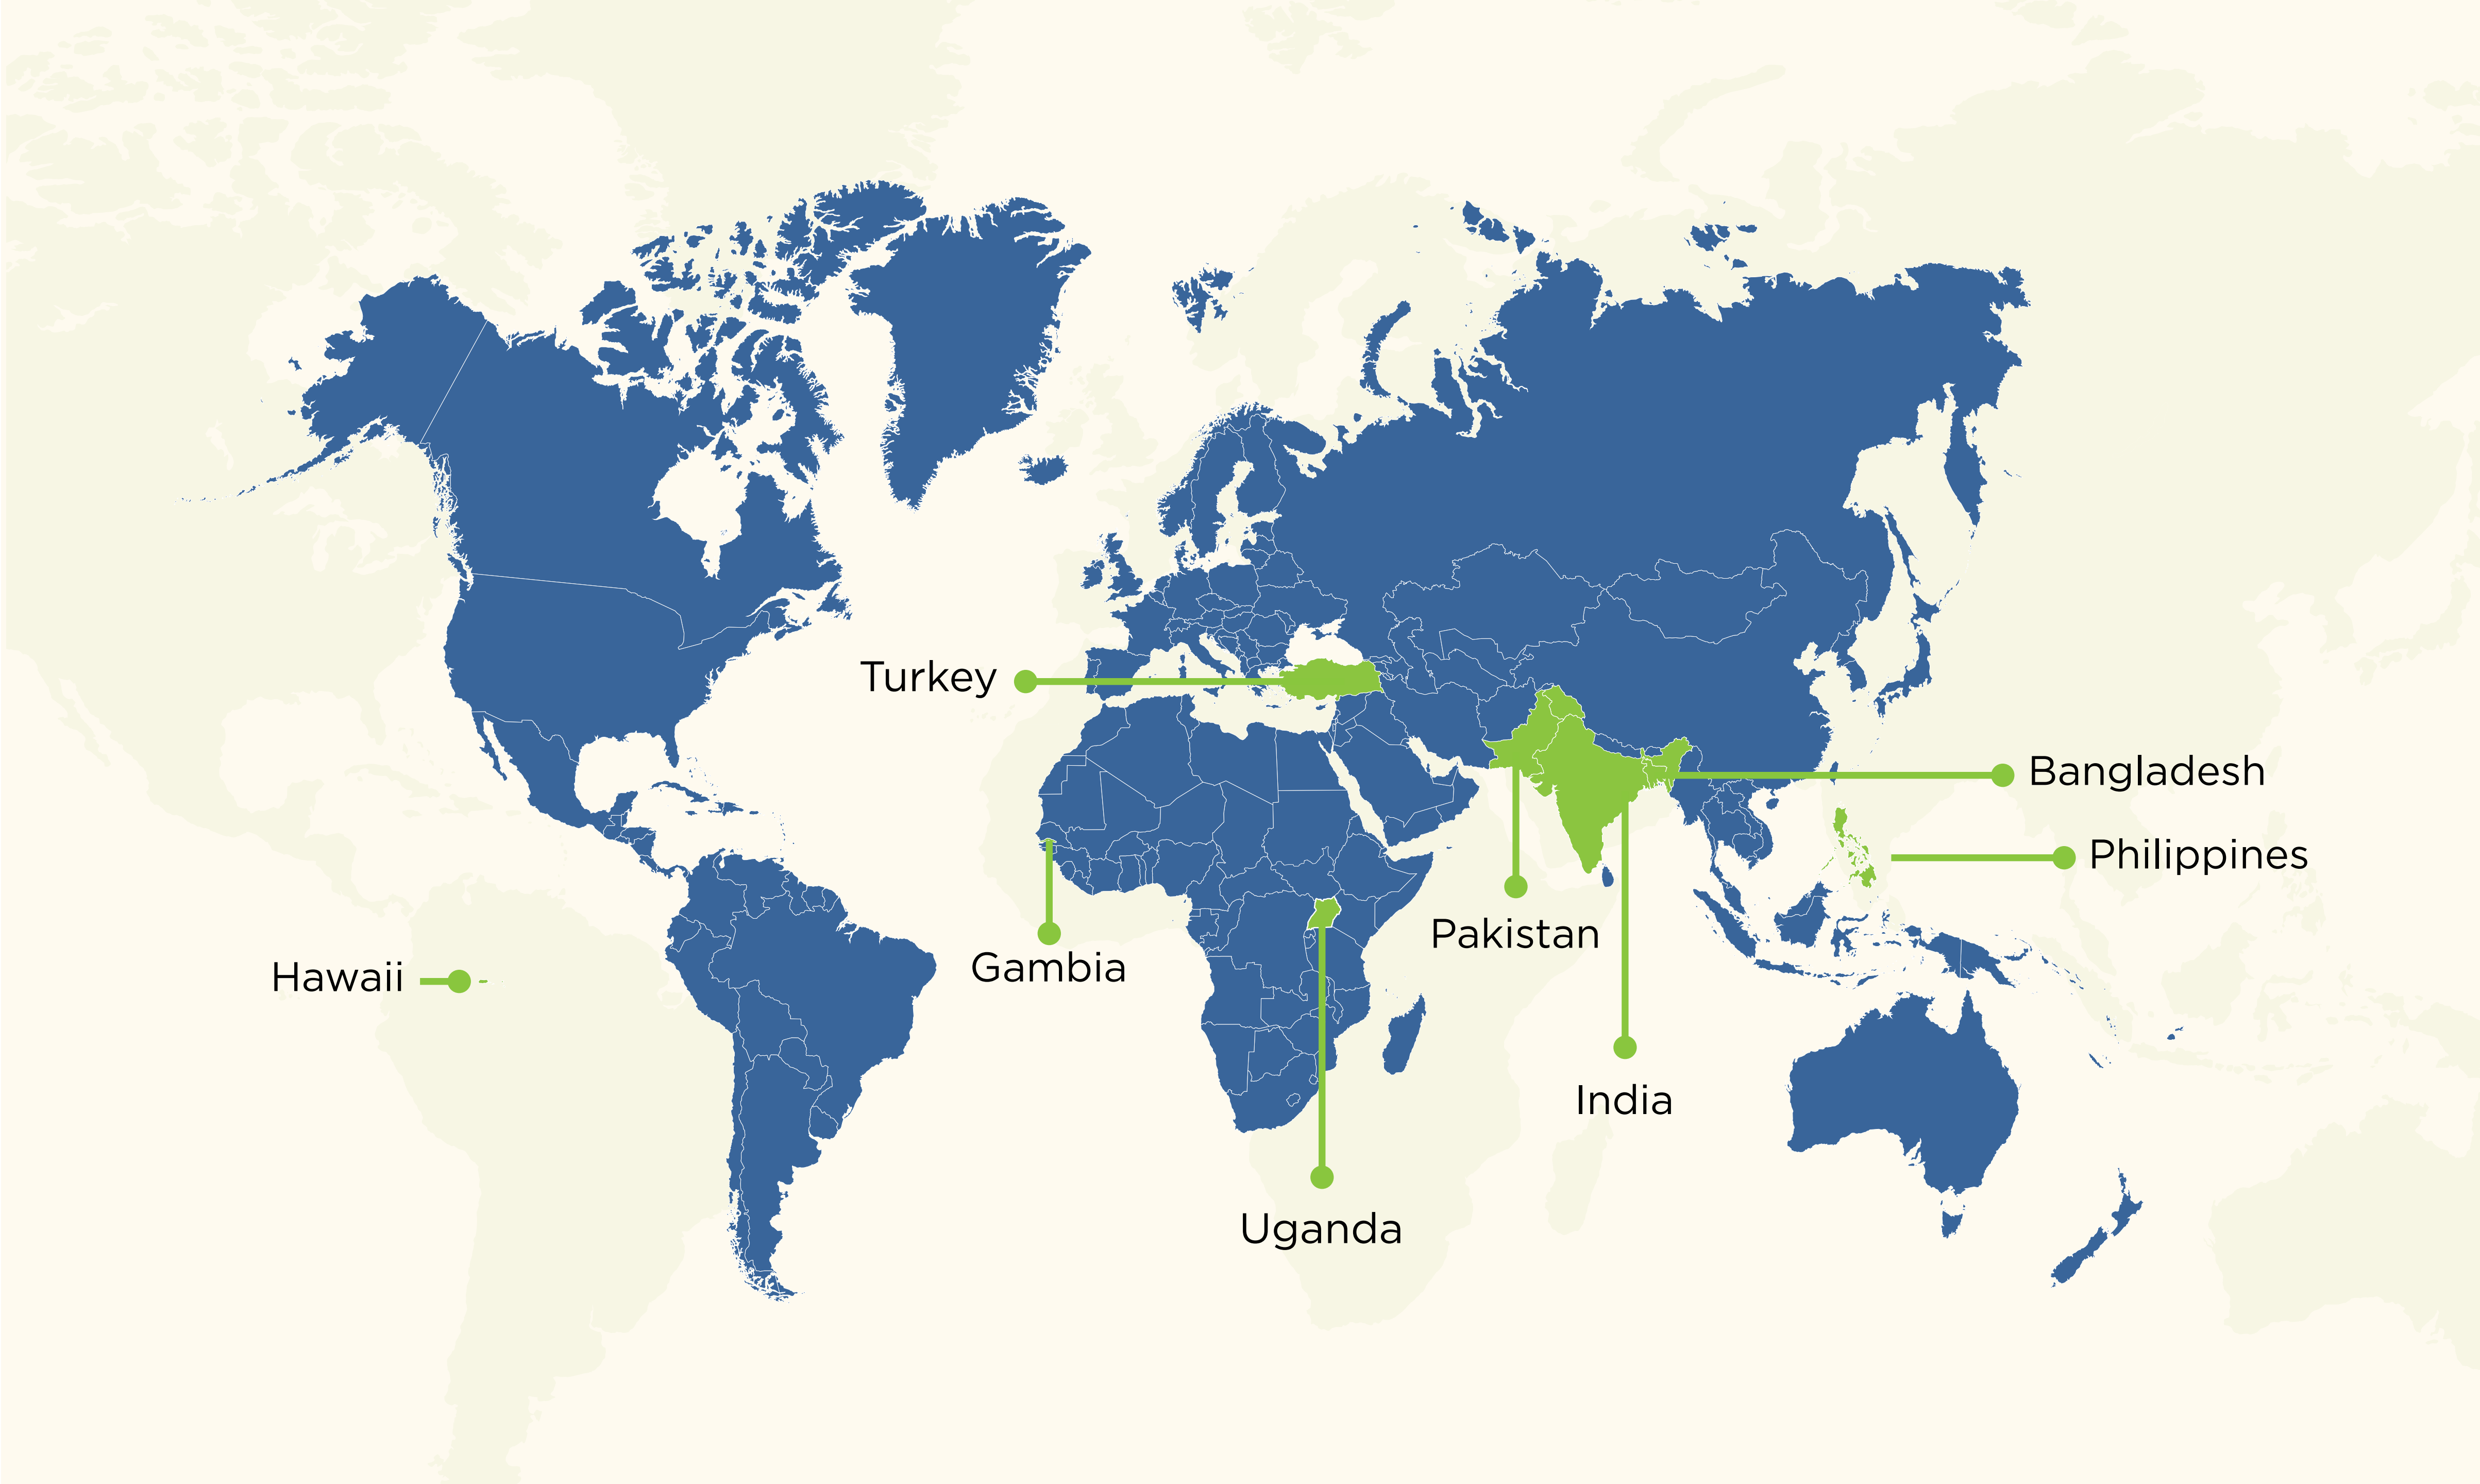 Turkey
Bangladesh
Philippines
Pakistan
Gambia
Hawaii
India
Uganda